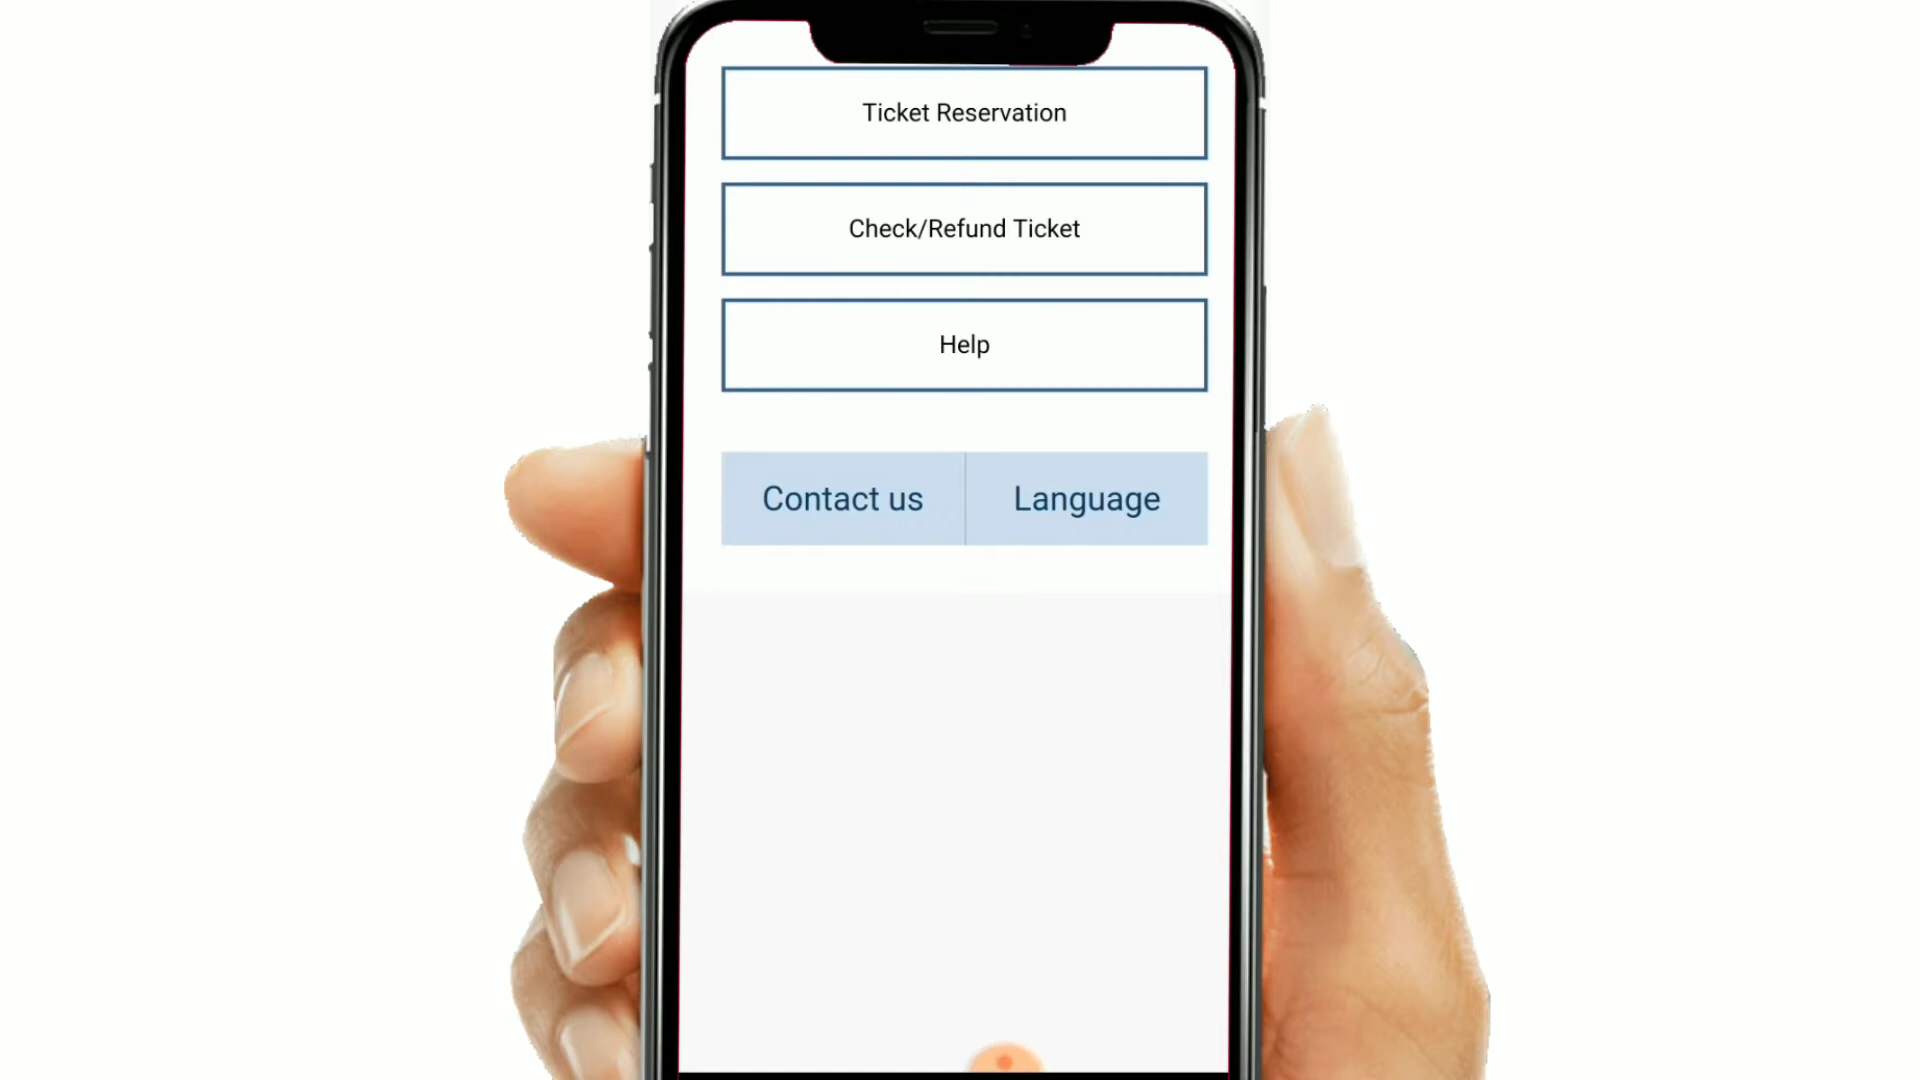 Ticket Reservation
Check/Refund Ticket
Help
Contact us Language